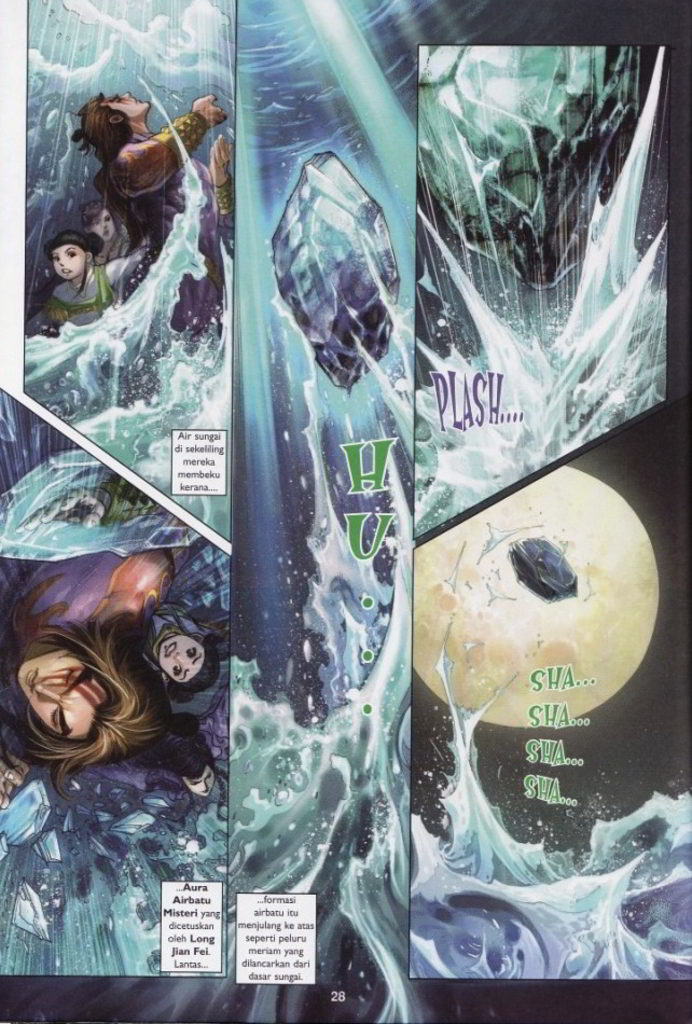 Air sungai
di sekeliling
mereka
membeku
kerana....
...Aura
Airbatu
Misteri yang
dicetuskan
oleh Long
Jian Fei.
Lantas...
H
U
.
.
.
...formasi
airbatu itu
menjulang ke atas
seperti peluru
meriam yang
dilancarkan dari
dasar sungai.
PLASH....
SHA...
SHA...
SHA...
SHA...
28